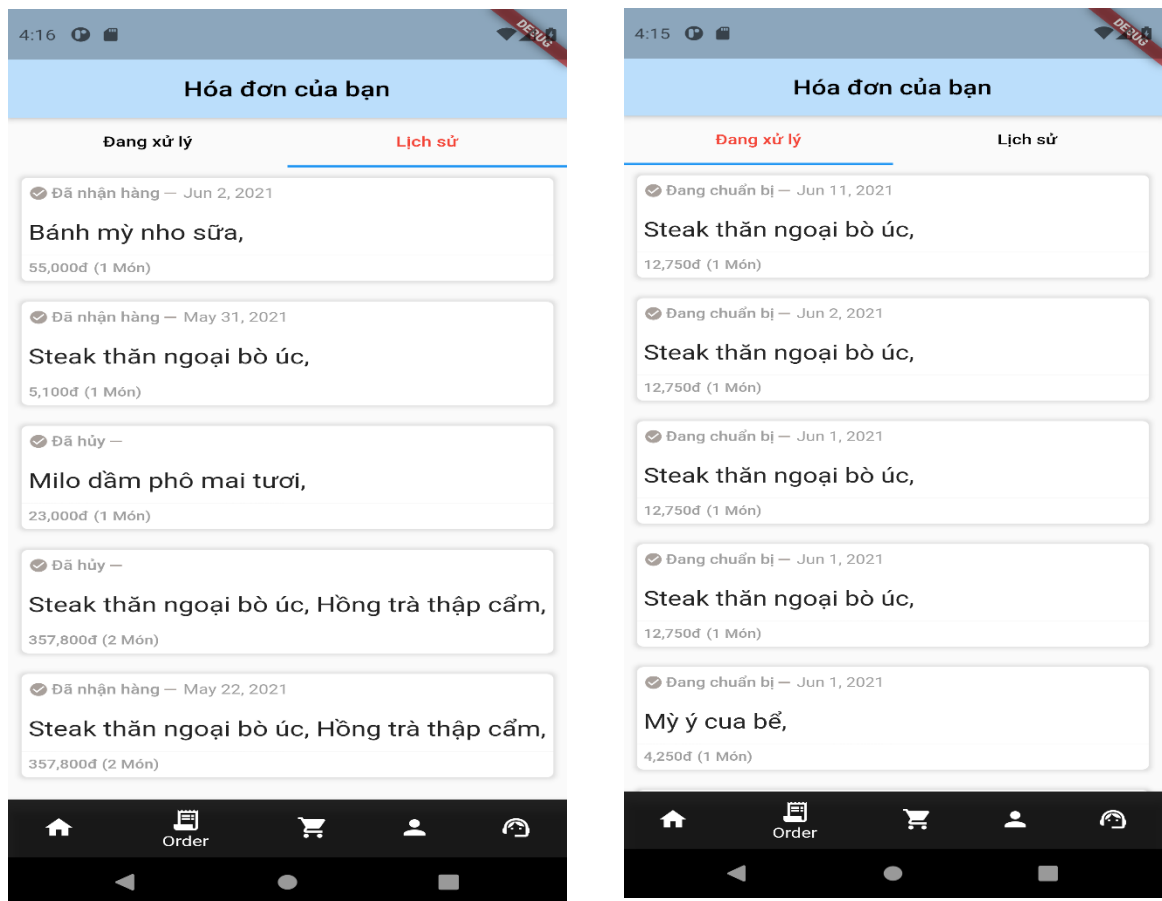 4:16
DEBUG
Hóa đơn của bạn
Đang xử lý
Lịch sử
Đã nhận hàng — Jun 2, 2021
Bánh mỳ nho sữa,
55,000đ (1 Món)
Đã nhận hàng — May 31, 2021
Steak thăn ngoại bò úc,
5,100đ (1 Món)
Đã hủy —
Milo dầm phô mai tươi,
23,000đ (1 Món)
Đã hủy —
Steak thăn ngoại bò úc, Hồng trà thập cẩm,
357,800đ (2 Món)
Đã nhận hàng — May 22, 2021
Steak thăn ngoại bò úc, Hồng trà thập cẩm,
357,800đ (2 Món)
Order
4:15
DEBUG
Hóa đơn của bạn
Đang xử lý
Lịch sử
Đang chuẩn bị — Jun 11, 2021
Steak thăn ngoại bò úc,
12,750đ (1 Món)
Đang chuẩn bị — Jun 2, 2021
Steak thăn ngoại bò úc,
12,750đ (1 Món)
Đang chuẩn bị — Jun 1, 2021
Steak thăn ngoại bò úc,
12,750đ (1 Món)
Đang chuẩn bị — Jun 1, 2021
Steak thăn ngoại bò úc,
12,750đ (1 Món)
Đang chuẩn bị — Jun 1, 2021
Mỳ ý cua bể,
4,250đ (1 Món)
Order